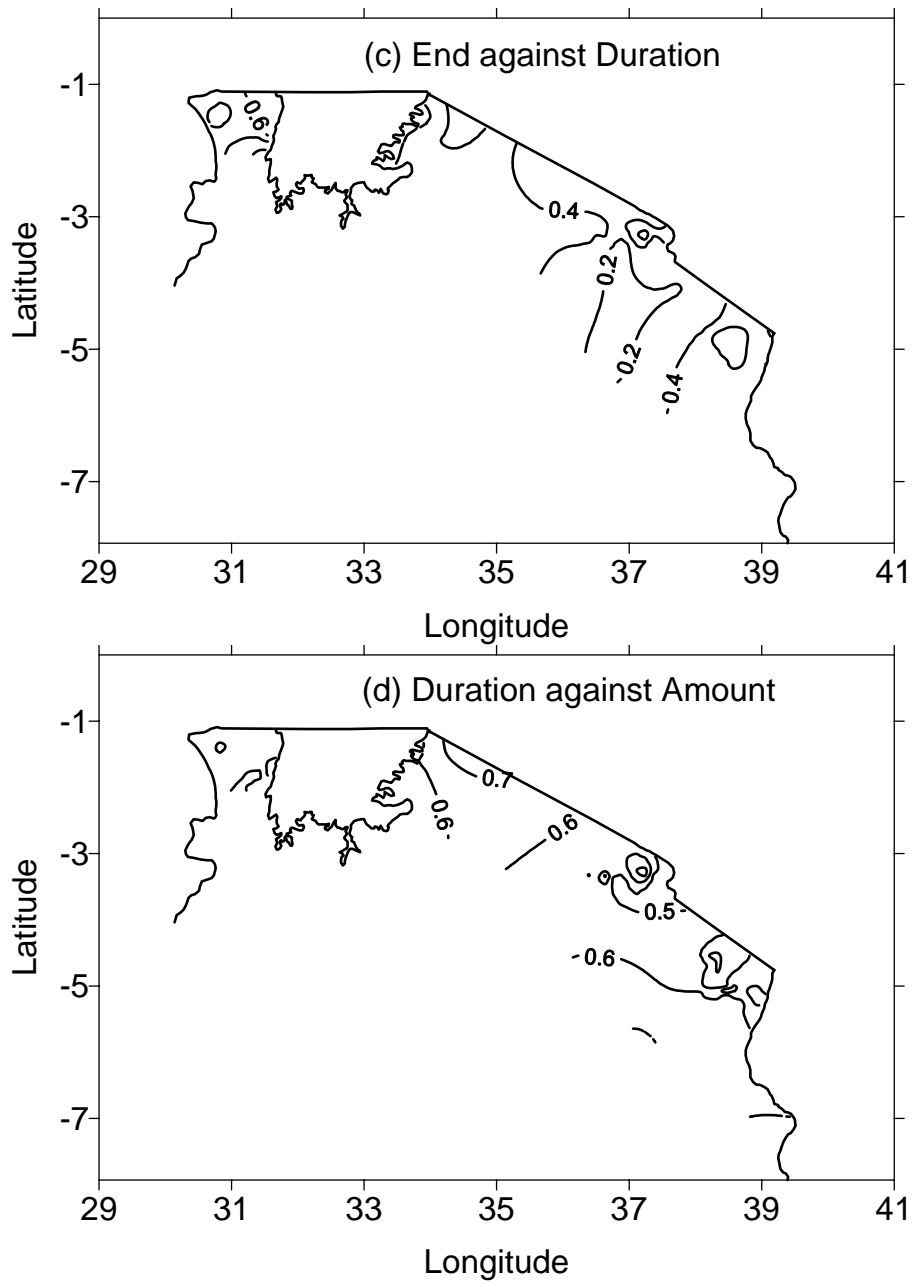 (c) End against Duration
-1
0.6
-3
0.4
0.2
-0.2
-5
-0.4
-7
Latitude
29 31 33 35 37 39 41
Longitude
(d) Duration against Amount
-1
0.7
0.6
0.6
-3
0.5
0.6
-5
-7
Latitude
29 31 33 35 37 39 41
Longitude